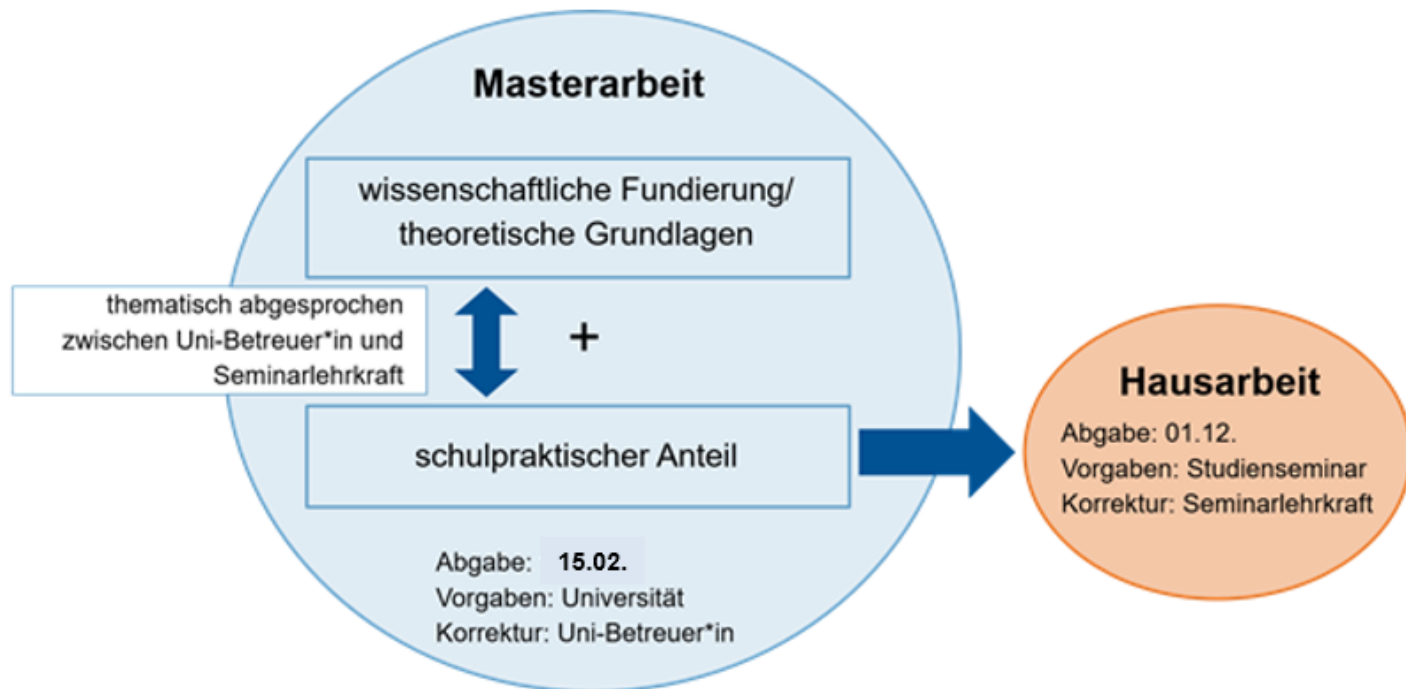 Masterarbeit
wissenschaftliche Fundierung/
theoretische Grundlagen
thematisch abgesprochen
zwischen Uni-Betreuer*in und
Seminarlehrkraft
+
schulpraktischer Anteil
Abgabe: 15.02.
Vorgaben: Universität
Korrektur: Uni-Betreuer*in
Hausarbeit
Abgabe: 01.12.
Vorgaben: Studienseminar
Korrektur: Seminarlehrkraft